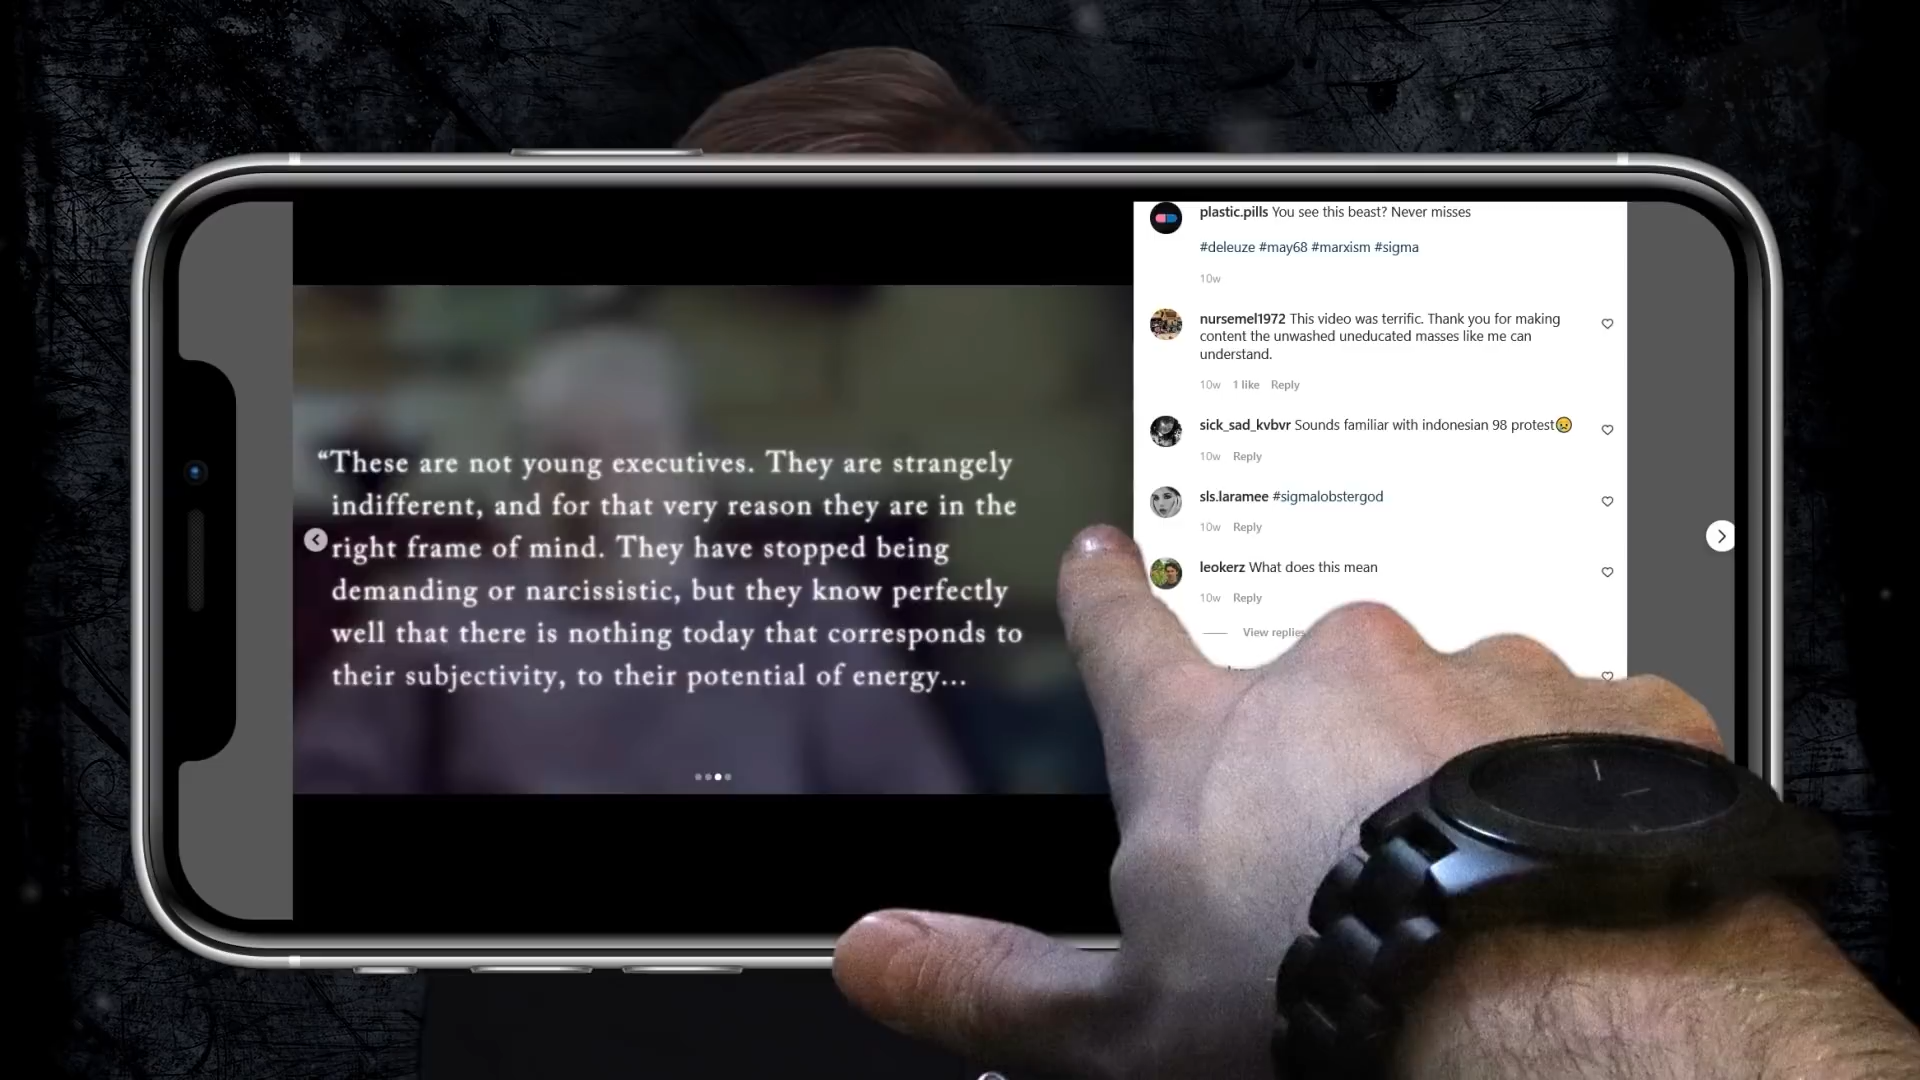 “These are not young executives. They are strangely
indifferent, and for that very reason they are in the
right frame of mind. They have stopped being
demanding or narcissistic, but they know perfectly
well that there is nothing today that corresponds to
their subjectivity, to their potential of energy...
plastic.pills You see this beast? Never misses
#deleuze #may68 #marxism #sigma
10w
nursemel1972 This video was terrific. Thank you for making
content the unwashed uneducated masses like me can
understand.
10w 1 like Reply
sick_sad_kvbvr Sounds familiar with indonesian 98 protest😢
10w Reply
sls.laramee #sigmalobstergod
10w Reply
leokerz What does this mean
10w Reply
View replies